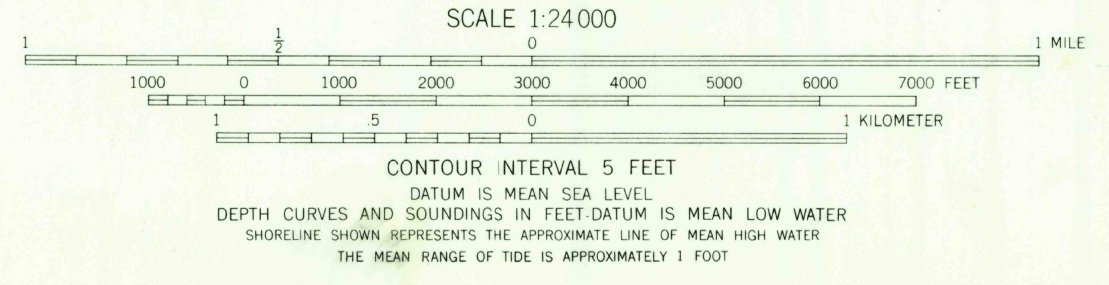 SCALE 1:24 000
1 1/2 0 1 MILE
1000 0 1000 2000 3000 4000 5000 6000 7000 FEET
1 .5 0 1 KILOMETER
CONTOUR INTERVAL 5 FEET
DATUM IS MEAN SEA LEVEL
DEPTH CURVES AND SOUNDINGS IN FEET-DATUM IS MEAN LOW WATER
SHORELINE SHOWN REPRESENTS THE APPROXIMATE LINE OF MEAN HIGH WATER
THE MEAN RANGE OF TIDE IS APPROXIMATELY 1 FOOT